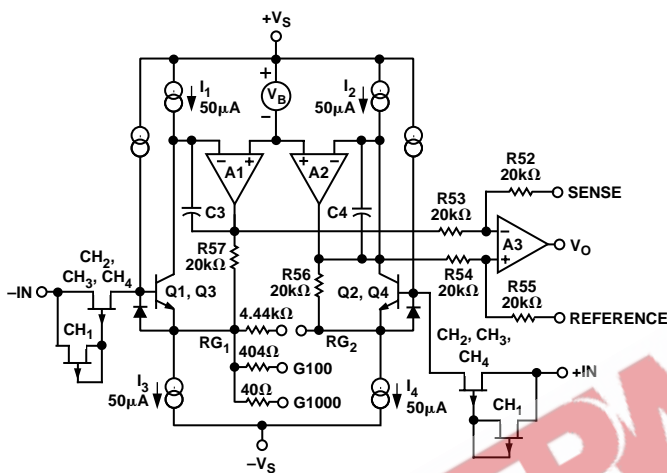 +VS
I1
50μA
VB
+
−
I2
50μA
− +
A1
+ −
A2
C3
C4
R53
20kΩ
R52
20kΩ
SENSE
−
A3
+
VO
R57
20kΩ
R56
20kΩ
R54
20kΩ
R55
20kΩ
REFERENCE
CH2,
CH3, CH4
−IN
Q1, Q3
Q2, Q4
CH1
4.44kΩ
RG1
RG2
404Ω
G100
40Ω
G1000
CH2, CH3,
CH4
+IN
CH1
I3
50μA
I4
50μA
−VS